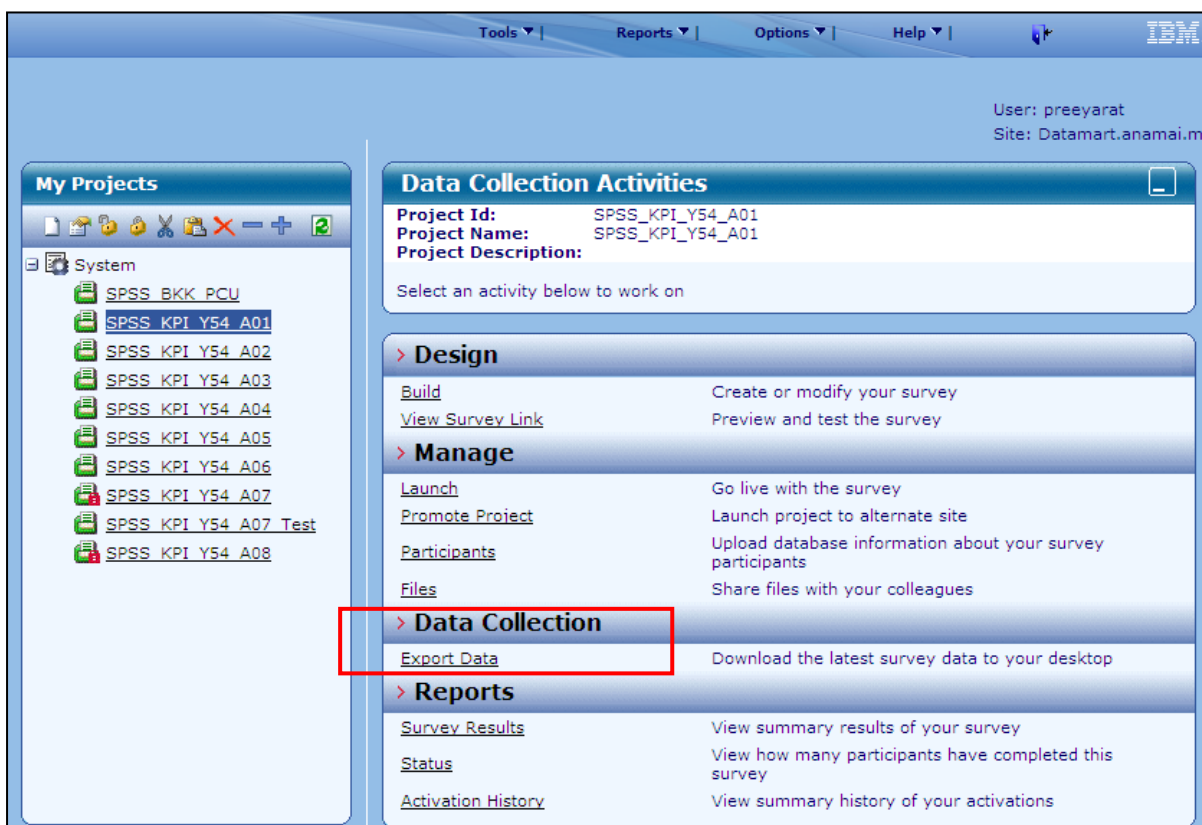 Tools |
Reports |
Options |
Help |
IBM
User: preeyarat
Site: Datamart.anamai.m
My Projects
System
SPSS_BKK_PCU
SPSS_KPI_Y54_A01
SPSS_KPI_Y54_A02
SPSS_KPI_Y54_A03
SPSS_KPI_Y54_A04
SPSS_KPI_Y54_A05
SPSS_KPI_Y54_A06
SPSS_KPI_Y54_A07
SPSS_KPI_Y54_A07_Test
SPSS_KPI_Y54_A08
Data Collection Activities
Project Id: SPSS_KPI_Y54_A01
Project Name: SPSS_KPI_Y54_A01
Project Description:
Select an activity below to work on
> Design
Build Create or modify your survey
View Survey Link Preview and test the survey
> Manage
Launch Go live with the survey
Promote Project Launch project to alternate site
Participants Upload database information about your survey
participants
Files Share files with your colleagues
> Data Collection
Export Data Download the latest survey data to your desktop
> Reports
Survey Results View summary results of your survey
Status View how many participants have completed this
survey
Activation History View summary history of your activations